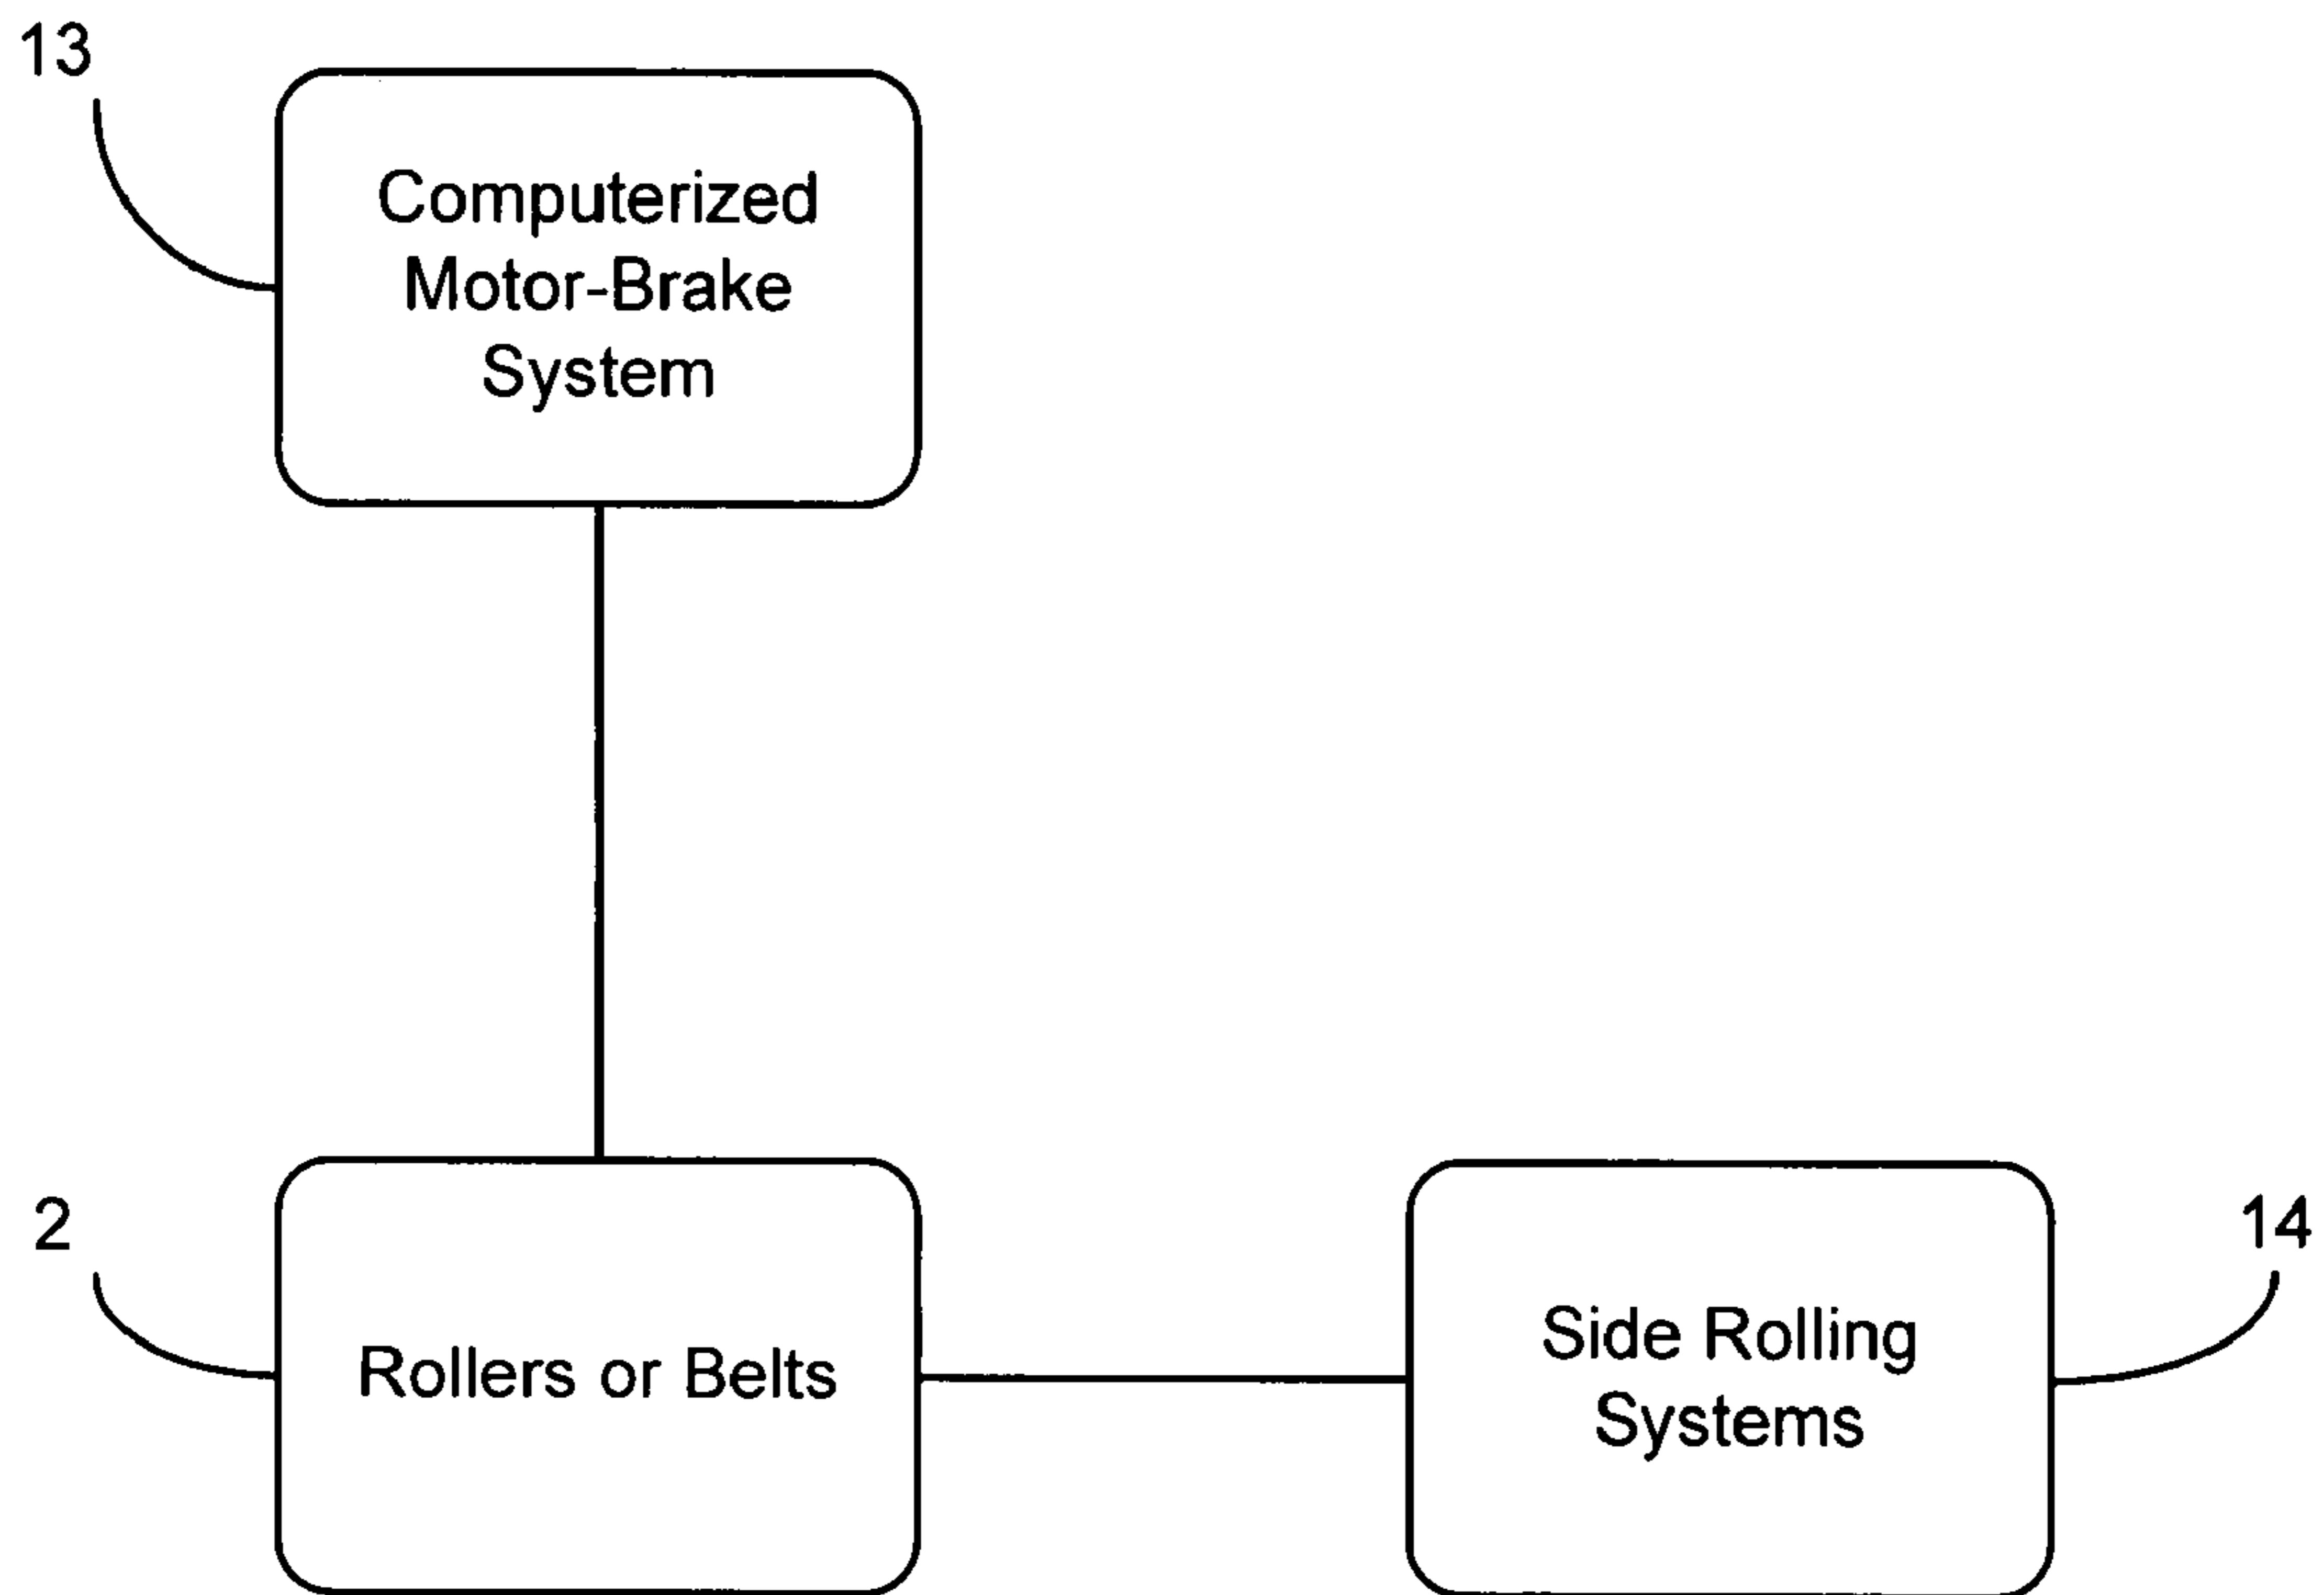 13
Computerized
Motor-Brake
System
2
Rollers or Belts
Side Rolling
Systems
14